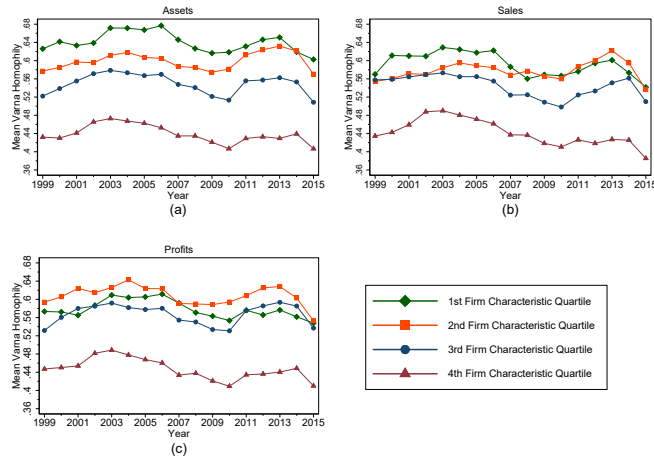 Assets
Mean Varna Homophily
.36 .4 .44 .48 .52 .56 .6 .64 .68
1999 2001 2003 2005 2007 2009 2011 2013 2015
Year
(a)
Sales
Mean Varna Homophily
.36 .4 .44 .48 .52 .56 .6 .64 .68
1999 2001 2003 2005 2007 2009 2011 2013 2015
Year
(b)
Profits
Mean Varna Homophily
.36 .4 .44 .48 .52 .56 .6 .64 .68
1999 2001 2003 2005 2007 2009 2011 2013 2015
Year
(c)
1st Firm Characteristic Quartile
2nd Firm Characteristic Quartile
3rd Firm Characteristic Quartile
4th Firm Characteristic Quartile